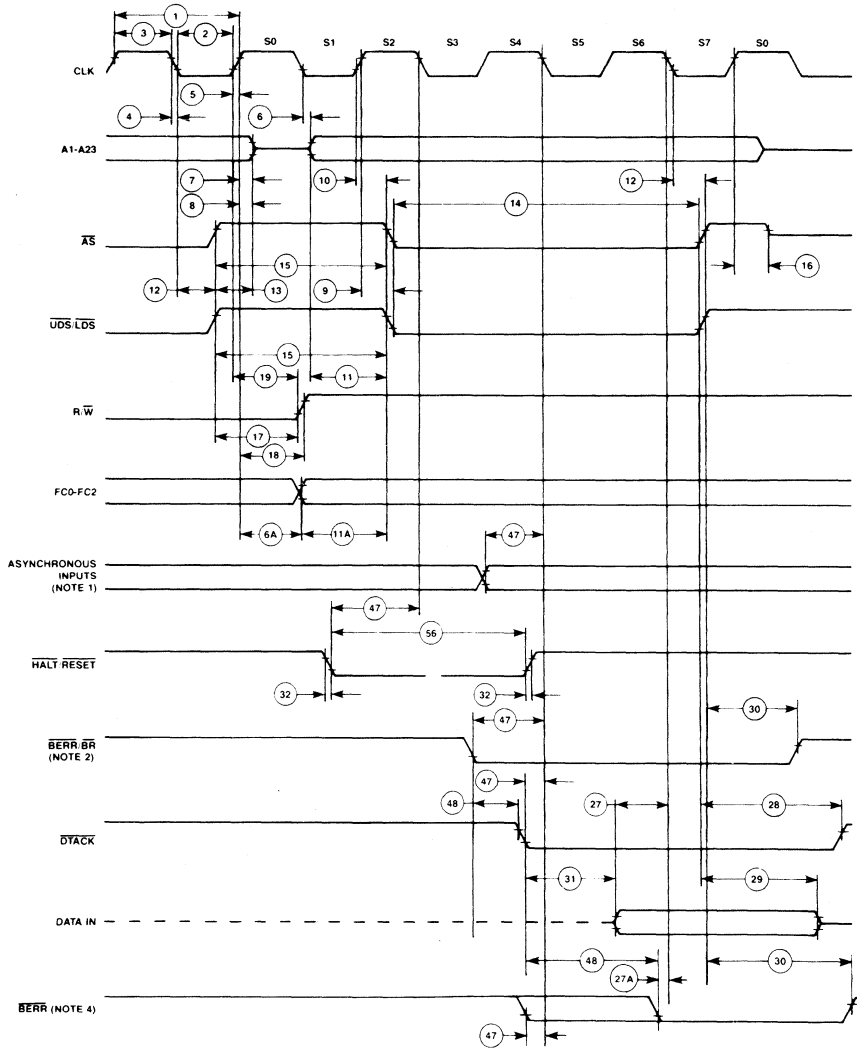 1
3 2 S0 S1 S2 S3 S4 S5 S6 S7 S0
CLK
5
4 6
A1-A23
7 10 12
8 14
AS
15 16
12 13 9
UDS/LDS
15
19 11
R/W
17
18
FC0-FC2
6A 11A 47
ASYNCHRONOUS
INPUTS
(NOTE 1)
47
56
HALT/RESET
32 32
47 30
BERR/BR
(NOTE 2)
47
48 27 28
DTACK
31 29
DATA IN
48 30
27A
BERR (NOTE 4)
47